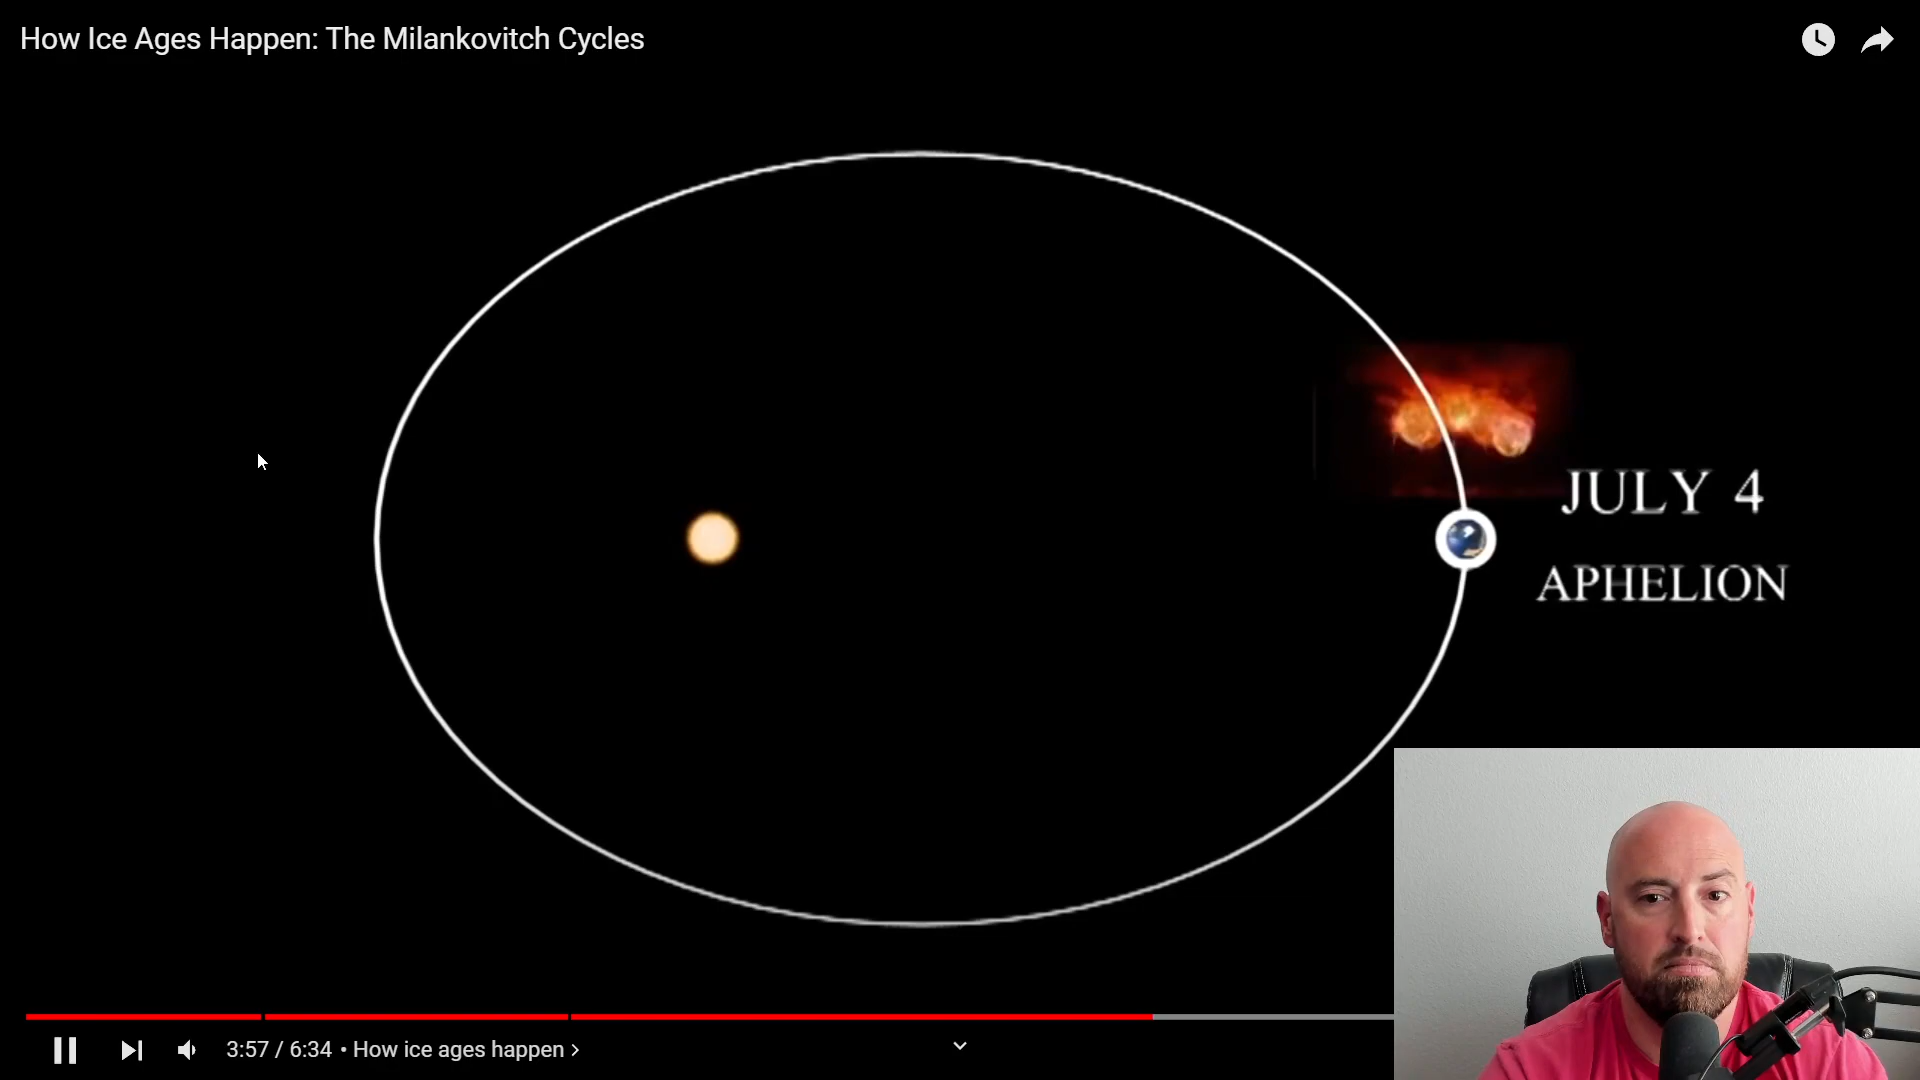 How Ice Ages Happen: The Milankovitch Cycles
JULY 4
APHELION
3:57 / 6:34 • How ice ages happen